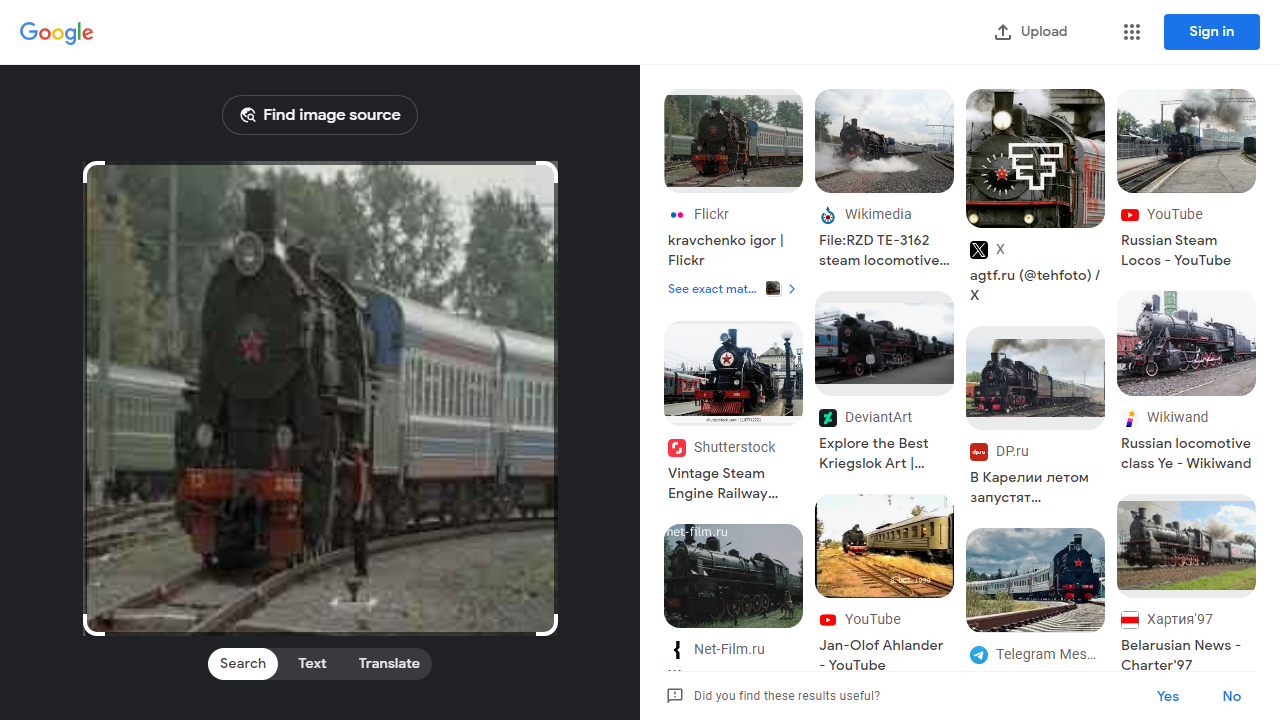 Google
Upload
Sign in
Find image source
Search
Text
Translate
Flickr
kravchenko igor |
Flickr
See exact mat...
Shutterstock
Vintage Steam
Engine Railway...
net-film.ru
Net-Film.ru
Wikimedia
File:RZD TE-3162
steam locomotive...
DeviantArt
Explore the Best
Kriegslok Art |...
YouTube
Jan-Olof Ahlander
- YouTube
X
agtf.ru (@tehfoto) /
X
DP.ru
В Карелии летом
запустят...
Telegram Mes...
YouTube
Russian Steam
Locos - YouTube
Wikiwand
Russian locomotive
class Ye - Wikiwand
Хартия'97
Belarusian News -
Charter'97
Did you find these results useful?
Yes
No